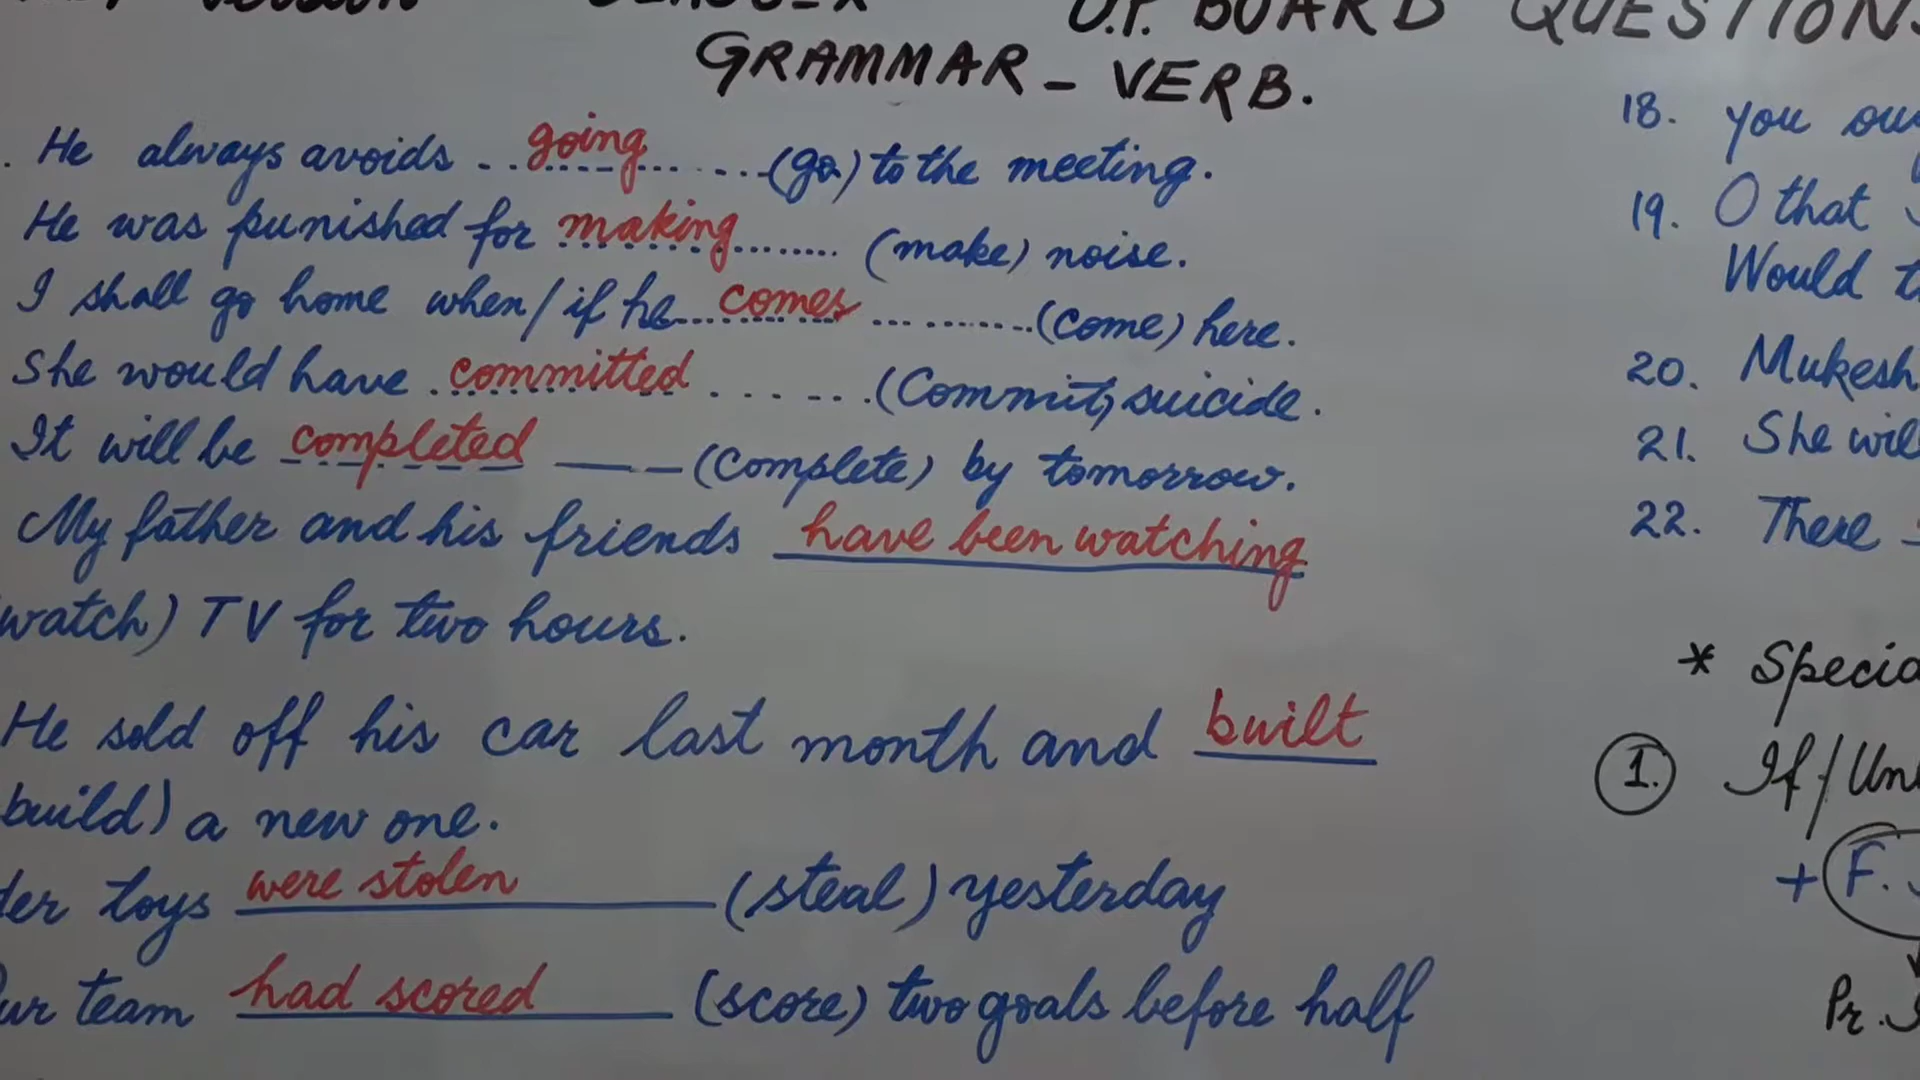 Version U.P. BOARD QUESTIONS
GRAMMAR - VERB.
. He always avoids ..going.. (go) to the meeting.
He was punished for making....... (make) noise.
I shall go home when/if he...comes...........(come) here.
She would have .committed.......(Commit) suicide.
It will be completed ____ (Complete) by tomorrow.
My father and his friends have been watching
watch) TV for two hours.
He sold off his car last month and built
build) a new one.
toys were stolen (steal) yesterday
team had scored (score) two goals before half
18. you
19. O that
Would
20. Mukesh
21. She
22. There
*
1. If/
+ F.
Pr.